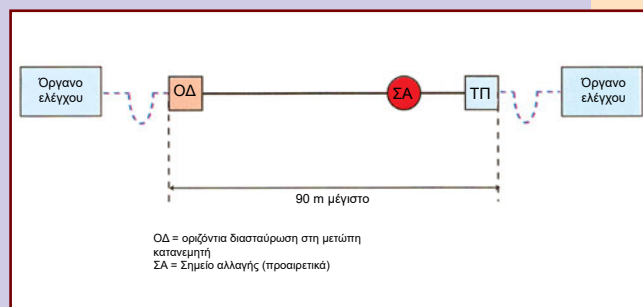 Όργανο
ελέγχου
ΟΔ
ΣΑ
ΤΠ
Όργανο
ελέγχου
90 m μέγιστο
ΟΔ = οριζόντια διασταύρωση στη μετώπη
κατανεμητή
ΣΑ = Σημείο αλλαγής (προαιρετικά)